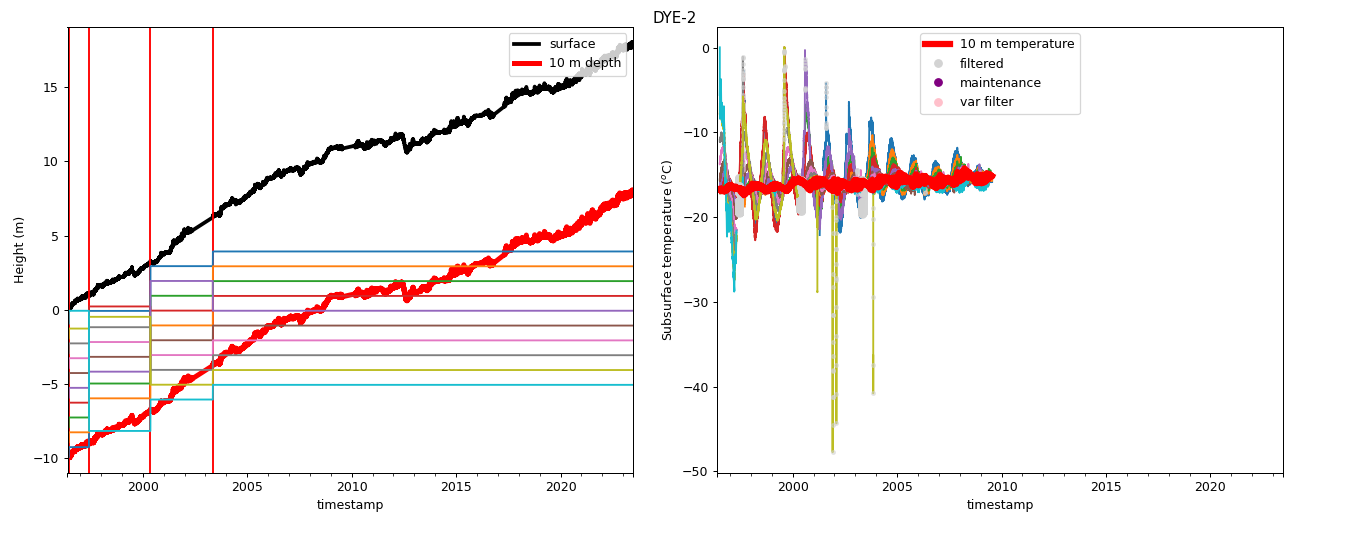 DYE-2
Height (m)
15
10
5
0
−5
−10
2000
2005
2010
2015
2020
timestamp
surface
10 m depth
Subsurface temperature (°C)
0
−10
−20
−30
−40
−50
2000
2005
2010
2015
2020
timestamp
10 m temperature
filtered
maintenance
var filter